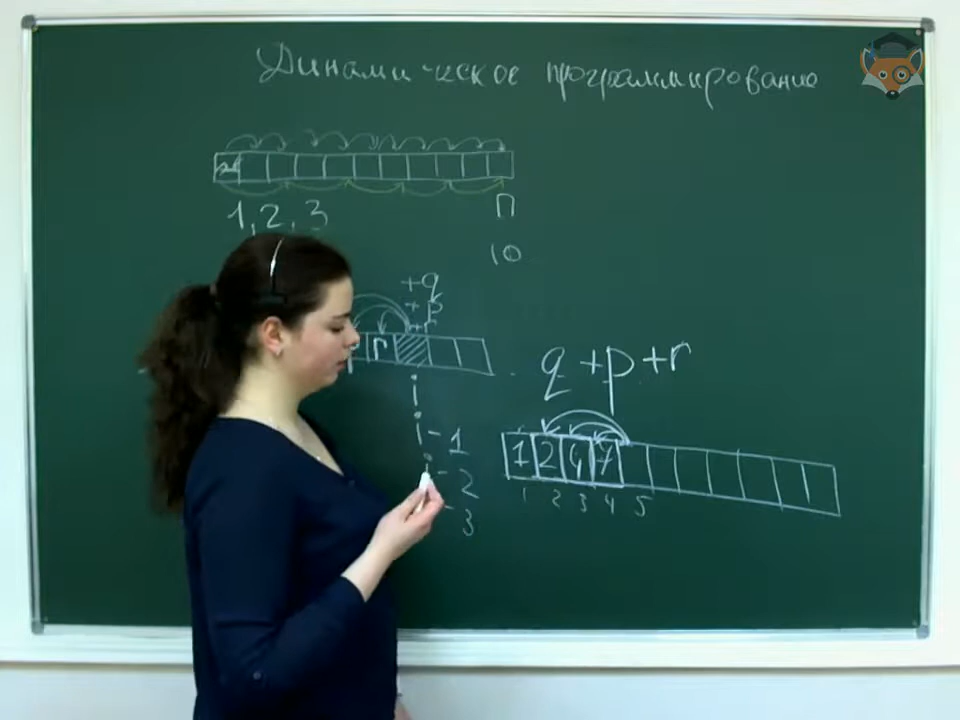 Динамическое программирование
1, 2, 3
n
10
+q
+p
+r
r
q+p+r
i
i-1
i-2
-3
1 2 4 7
1 2 3 4 5